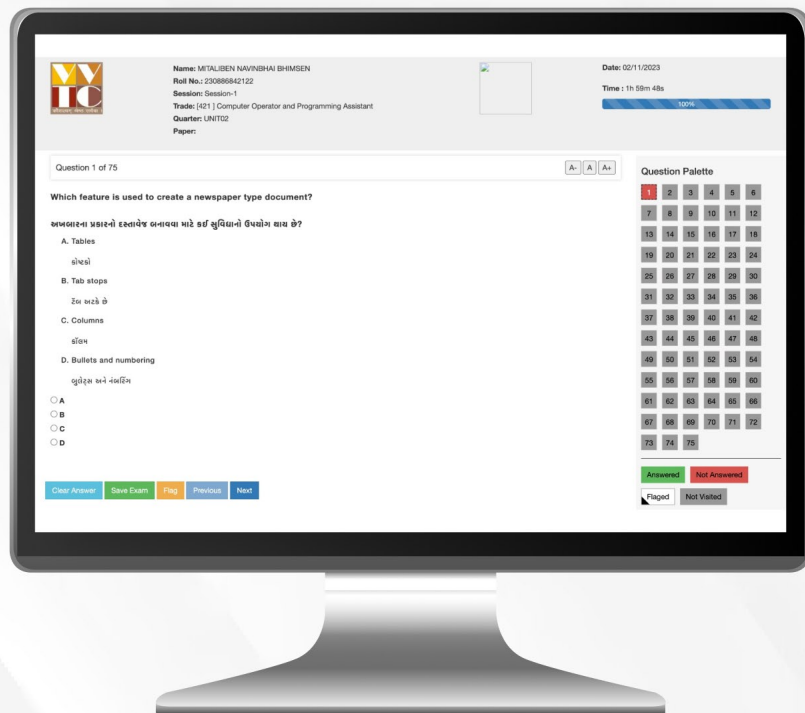 VV
TC
Name: MITALIBEN NAVINBHAI BHIMSEN
Roll No.: 230886842122
Session: Session-1
Trade: [421 ] Computer Operator and Programming Assistant
Quarter: UNIT02
Paper:
Date: 02/11/2023
Time : 1h 59m 48s
100%
Question 1 of 75
A- A A+
Which feature is used to create a newspaper type document?
અખબારના પ્રકારનો દસ્તાવેજ બનાવવા માટે કઈ સુવિધાનો ઉપયોગ થાય છે?
A. Tables
કોષ્ટકો
B. Tab stops
ટૅબ અટકે છે
C. Columns
કૉલમ
D. Bullets and numbering
બુલેટ્સ અને નંબરિંગ
A
B
C
D
Clear Answer Save Exam Flag Previous Next
Question Palette
1 2 3 4 5 6
7 8 9 10 11 12
13 14 15 16 17 18
19 20 21 22 23 24
25 26 27 28 29 30
31 32 33 34 35 36
37 38 39 40 41 42
43 44 45 46 47 48
49 50 51 52 53 54
55 56 57 58 59 60
61 62 63 64 65 66
67 68 69 70 71 72
73 74 75
Answered Not Answered
Flaged Not Visited